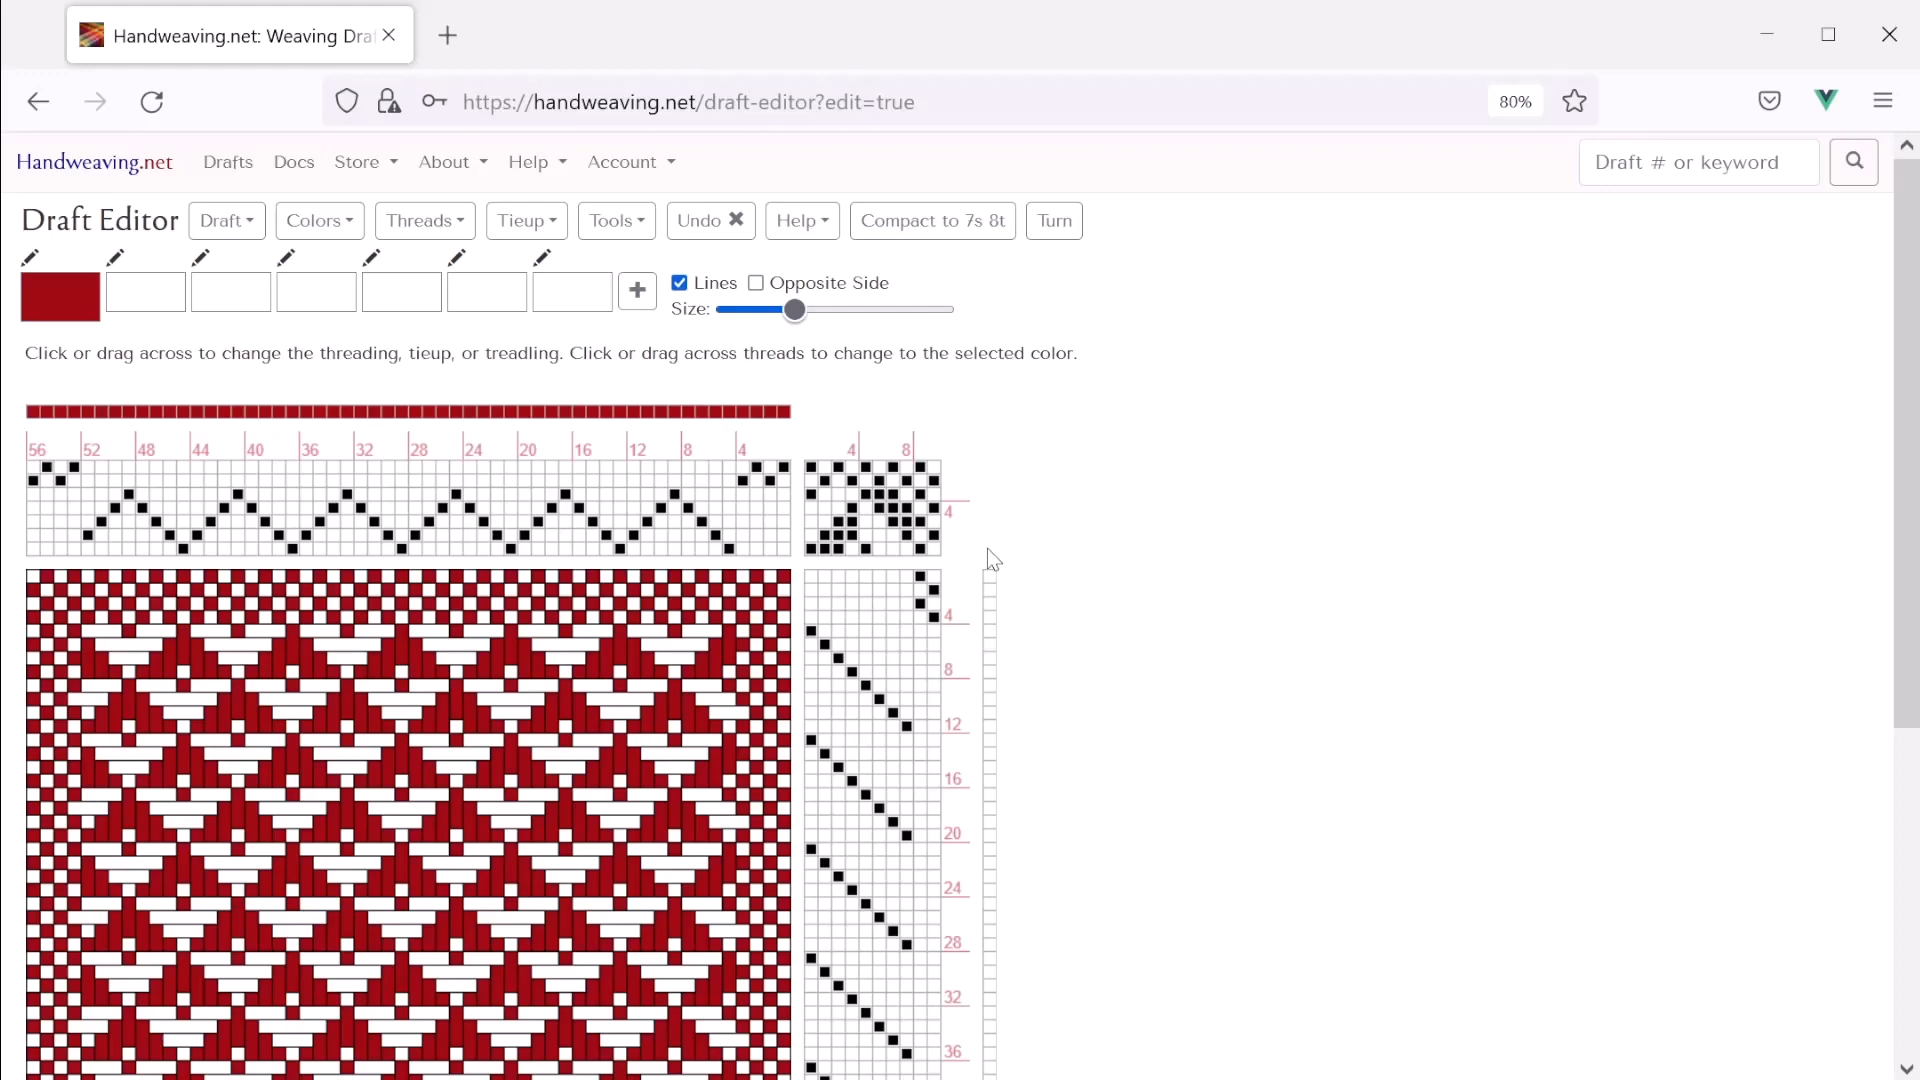 Handweaving.net: Weaving Dra
https://handweaving.net/draft-editor?edit=true
80%
Handweaving.net Drafts Docs Store About Help Account Draft # or keyword
Draft Editor Draft Colors Threads Tieup Tools Undo Help Compact to 7s 8t Turn
Lines Opposite Side
Size:
Click or drag across to change the threading, tieup, or treadling. Click or drag across threads to change to the selected color.
56 52 48 44 40 36 32 28 24 20 16 12 8 4 4 8
4
4
8
12
16
20
24
28
32
36